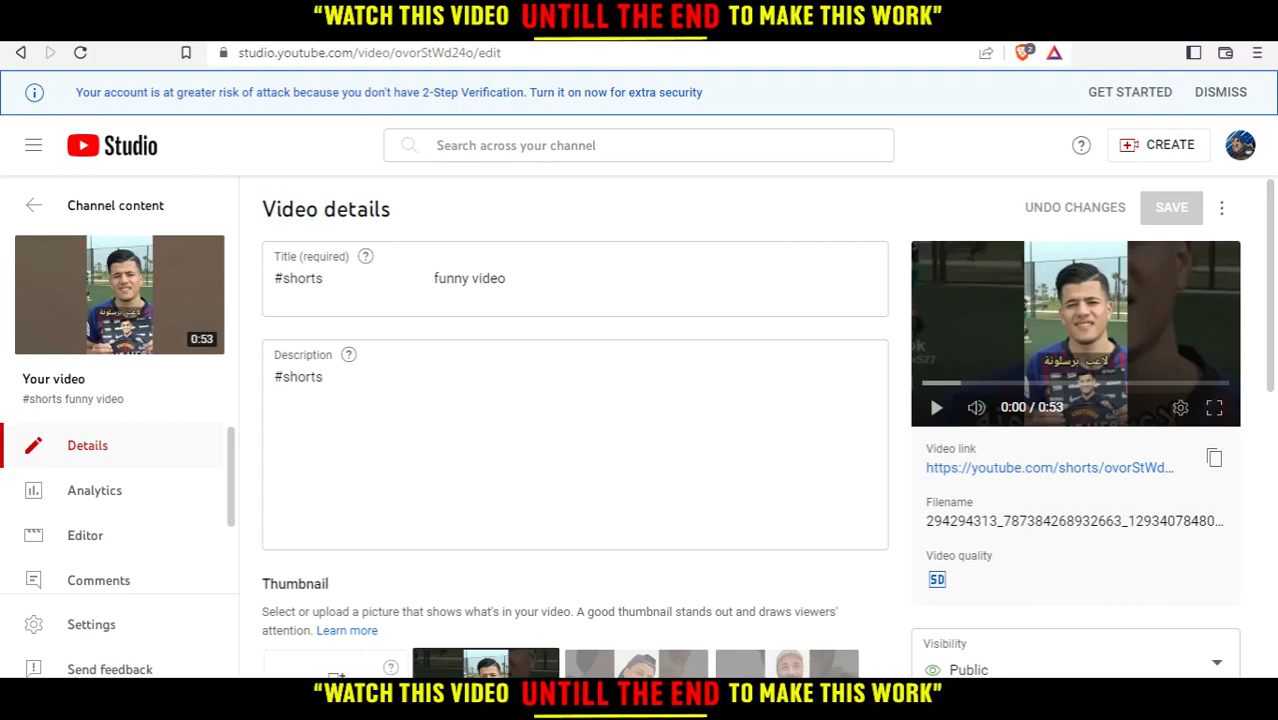 “WATCH THIS VIDEO UNTILL THE END TO MAKE THIS WORK”
studio.youtube.com/video/ovorStWd24o/edit
2
Your account is at greater risk of attack because you don't have 2-Step Verification. Turn it on now for extra security
GET STARTED
DISMISS
Studio
Search across your channel
CREATE
Channel content
لاعب برسلونة
0:53
Your video
#shorts funny video
Details
Analytics
Editor
Comments
Settings
Send feedback
Video details
UNDO CHANGES
SAVE
Title (required)
#shorts funny video
Description
#shorts
Thumbnail
Select or upload a picture that shows what's in your video. A good thumbnail stands out and draws viewers'
attention. Learn more
لاعب برسلونة
0:00 / 0:53
Video link
https://youtube.com/shorts/ovorStWd...
Filename
294294313_787384268932663_12934078480...
Video quality
SD
Visibility
Public
“WATCH THIS VIDEO UNTILL THE END TO MAKE THIS WORK”